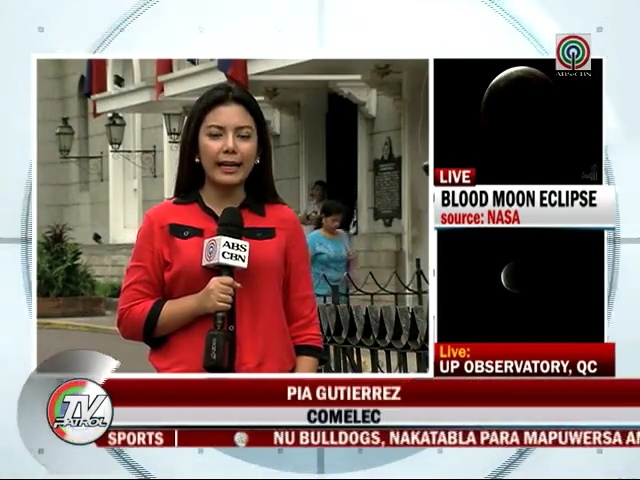 ABS-CBN
LIVE
BLOOD MOON ECLIPSE
source: NASA
ABS
CBN
Live:
UP OBSERVATORY, QC
PIA GUTIERREZ
COMELEC
TV
PATROL
SPORTS
NU BULLDOGS, NAKATABLA PARA MAPUWERSA AN